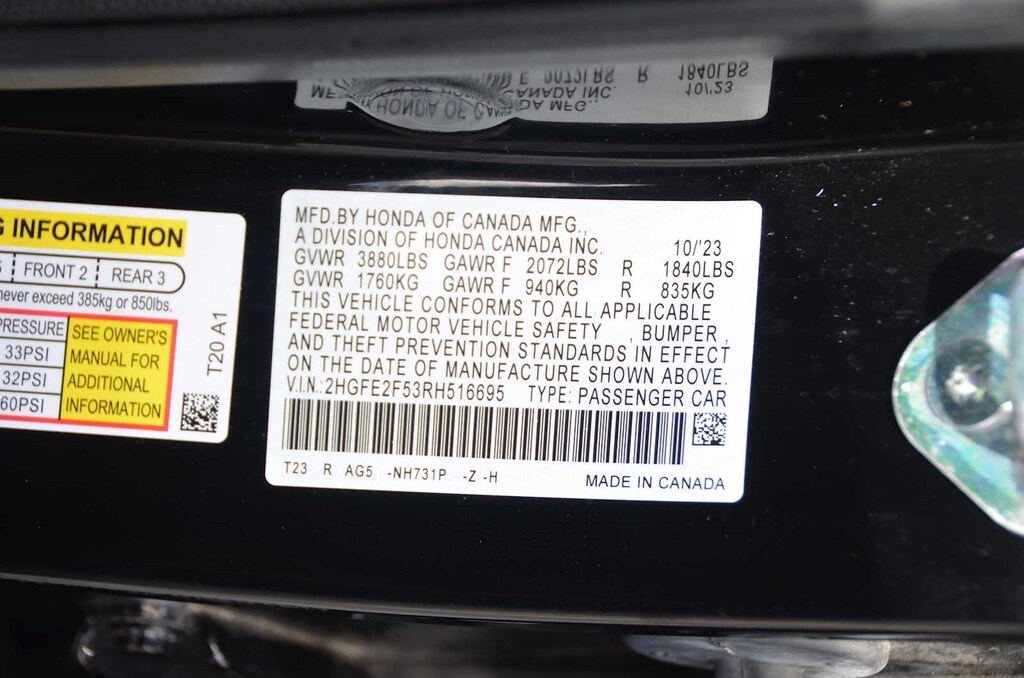 G INFORMATION
5 FRONT 2 REAR 3
never exceed 385kg or 850lbs.
PRESSURE
33PSI
32PSI
60PSI
SEE OWNER'S
MANUAL FOR
ADDITIONAL
INFORMATION
T20 A1
MFD.BY HONDA OF CANADA MFG.,
A DIVISION OF HONDA CANADA INC. 10/'23
GVWR 3880LBS GAWR F 2072LBS R 1840LBS
GVWR 1760KG GAWR F 940KG R 835KG
THIS VEHICLE CONFORMS TO ALL APPLICABLE
FEDERAL MOTOR VEHICLE SAFETY , BUMPER ,
AND THEFT PREVENTION STANDARDS IN EFFECT
ON THE DATE OF MANUFACTURE SHOWN ABOVE.
V.I.N.:2HGFE2F53RH516695 TYPE: PASSENGER CAR
T23 R AG5 -NH731P -Z -H MADE IN CANADA